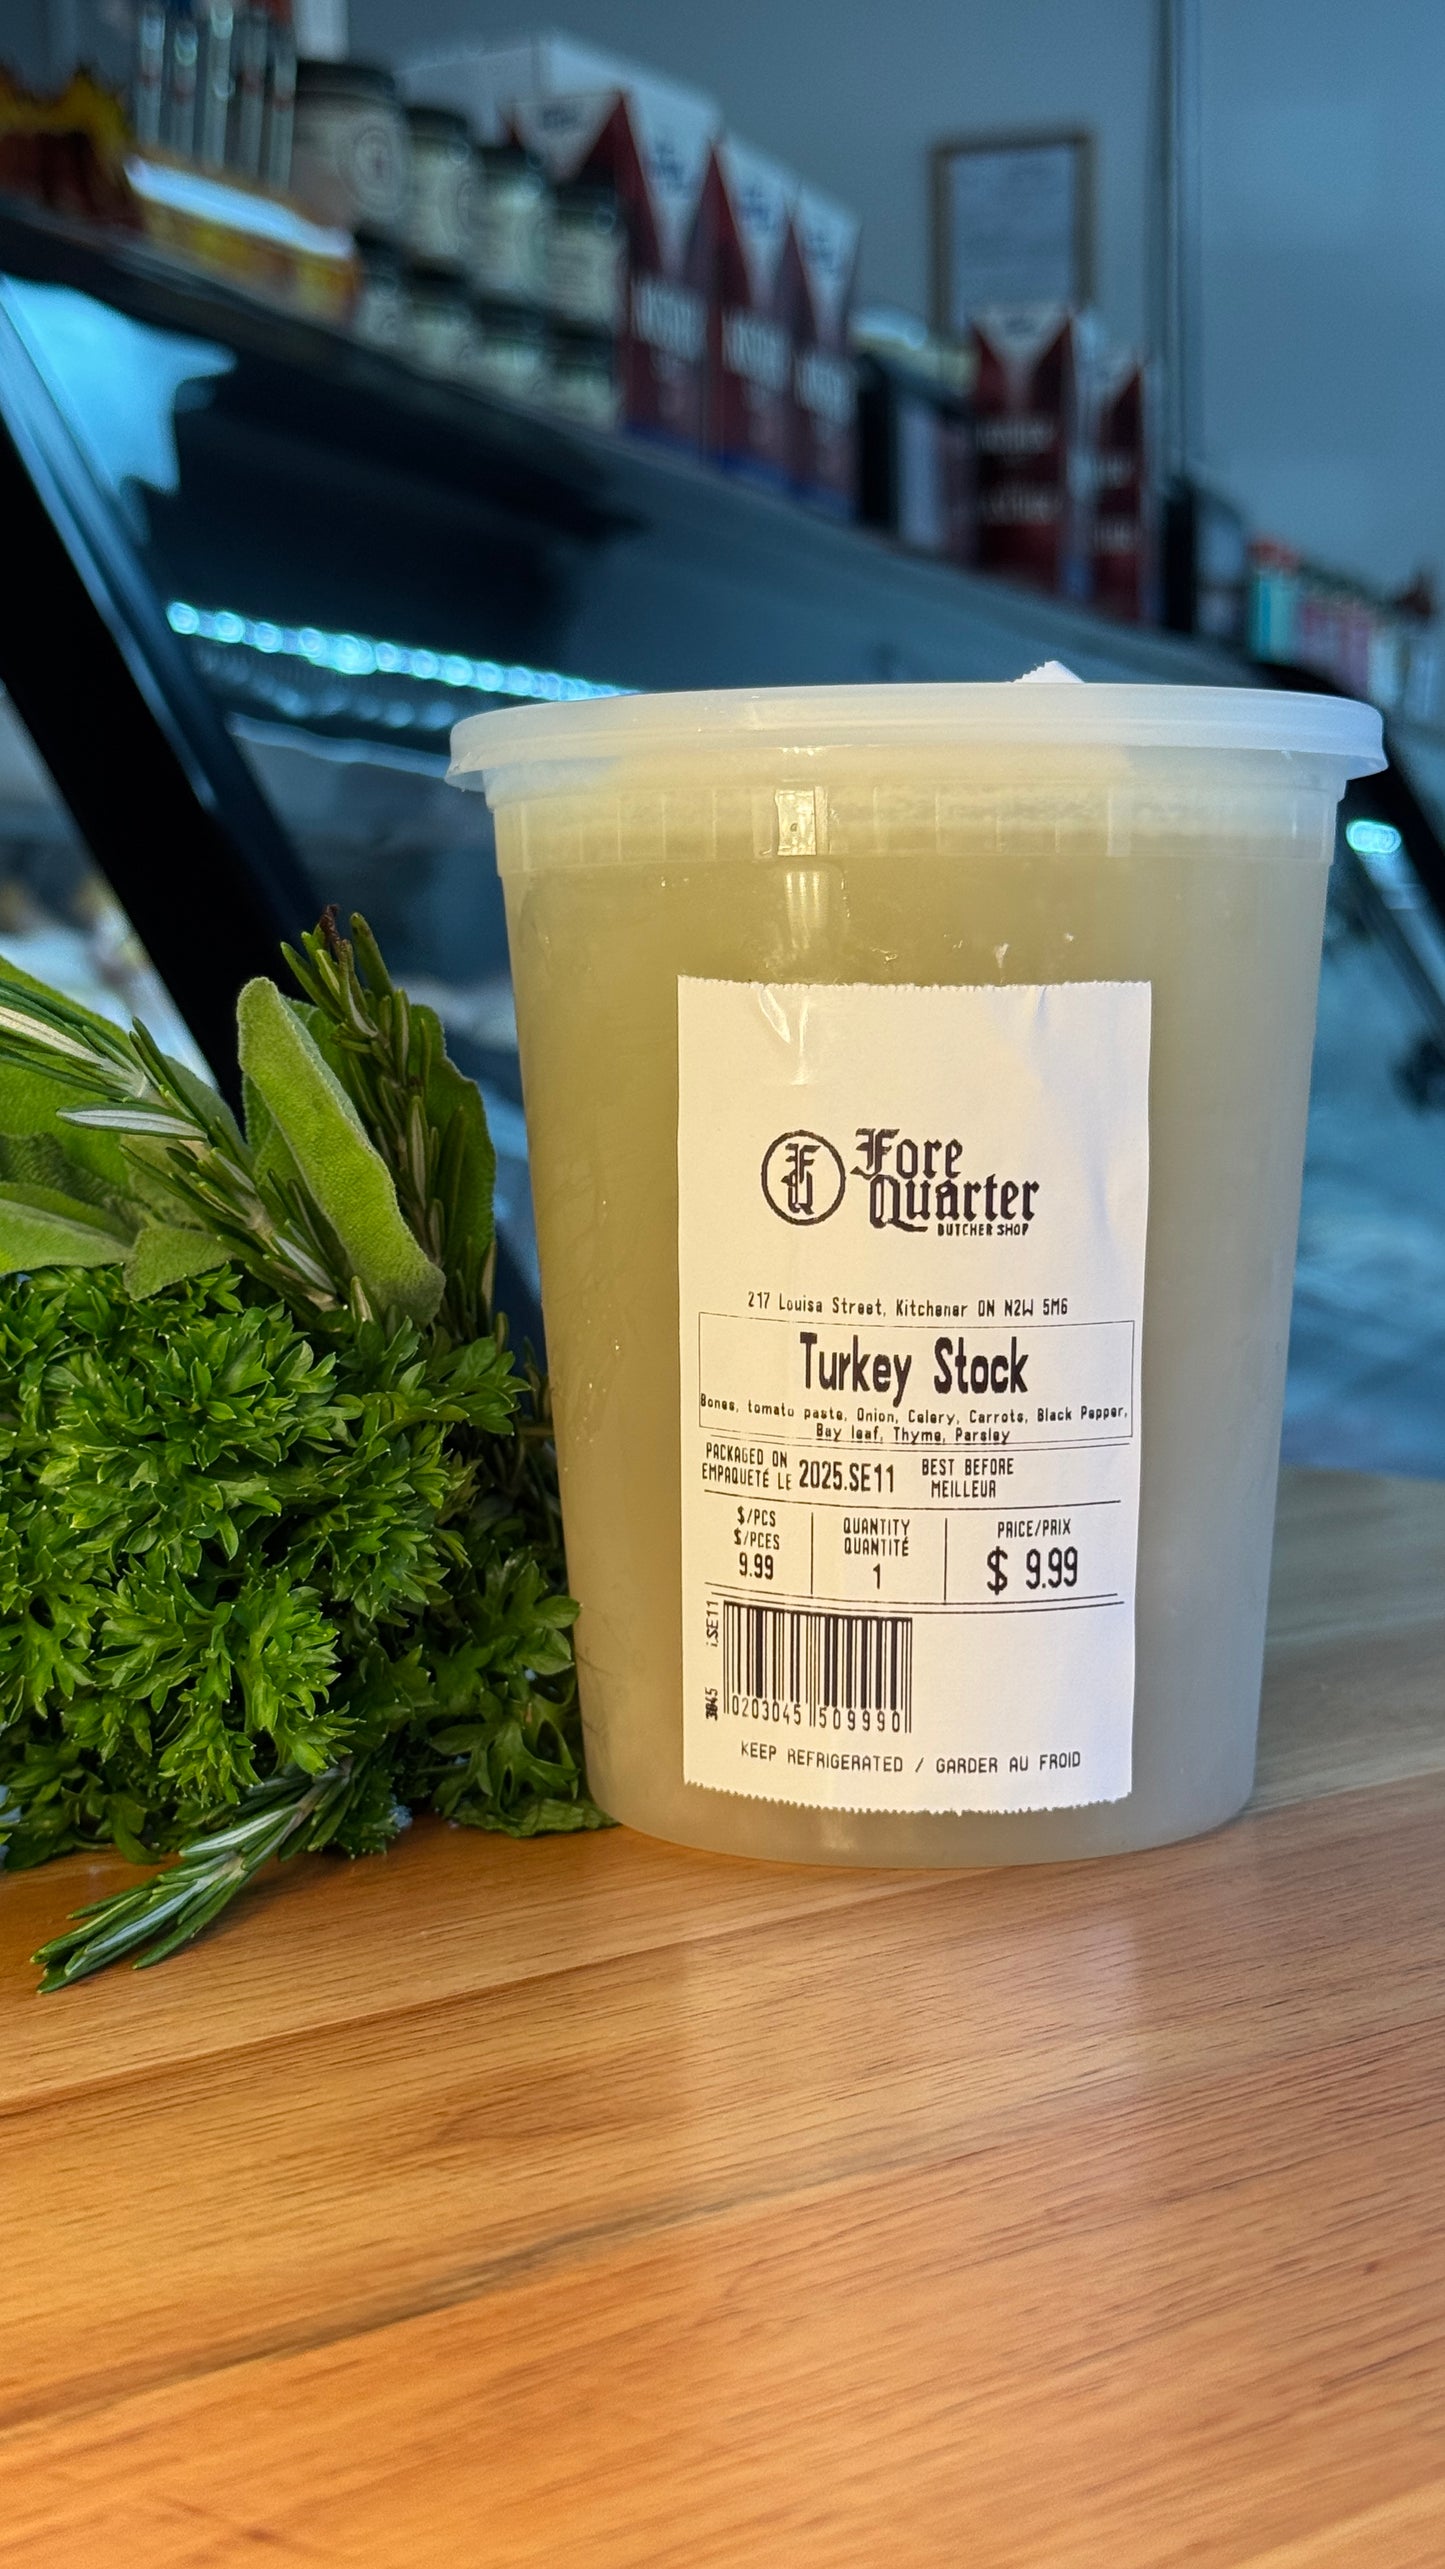 Fore
Quarter
BUTCHER SHOP
217 Louisa Street, Kitchener ON N2W 5M6
Turkey Stock
Bones, tomato paste, Onion, Celery, Carrots, Black Pepper,
Bay leaf, Thyme, Parsley
PACKAGED ON
EMPAQUETÉ LE 2025.SE11
BEST BEFORE
MEILLEUR
$/PCS
$/PCES
9.99
QUANTITY
QUANTITÉ
1
PRICE/PRIX
$ 9.99
0203045 509990
KEEP REFRIGERATED / GARDER AU FROID